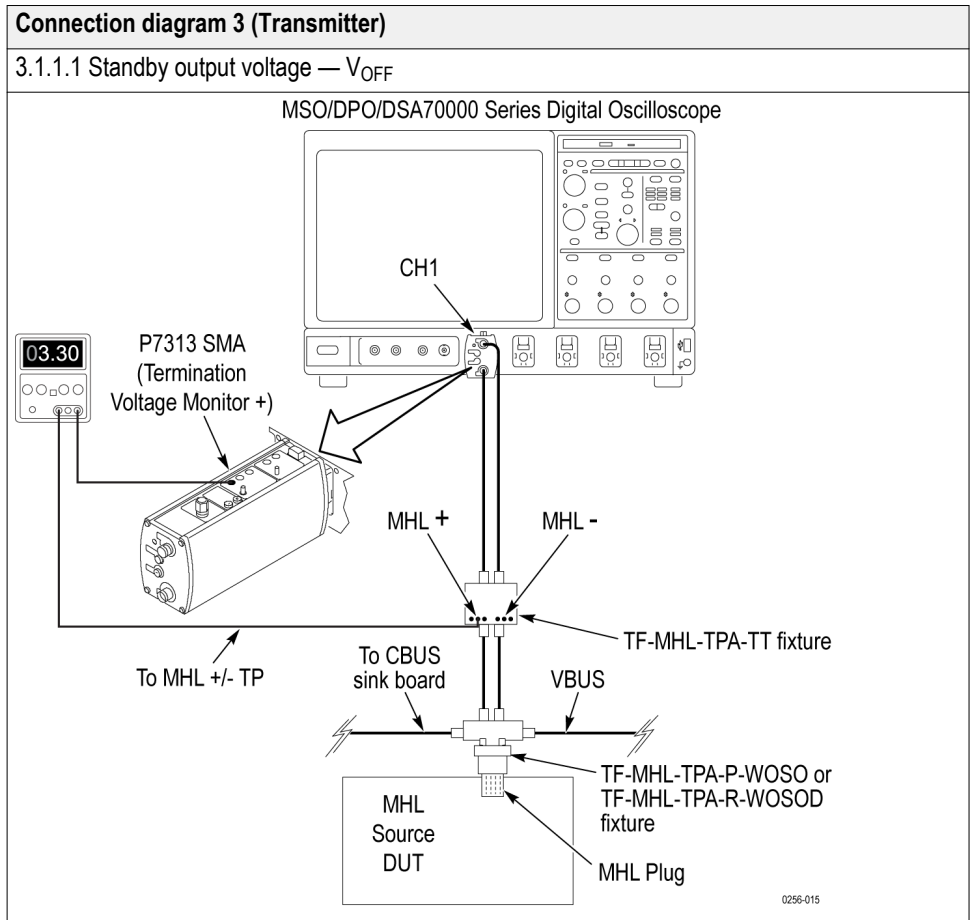 Connection diagram 3 (Transmitter)
3.1.1.1 Standby output voltage — VOFF
MSO/DPO/DSA70000 Series Digital Oscilloscope
CH1
03.30
P7313 SMA
(Termination
Voltage Monitor +)
MHL +
MHL -
TF-MHL-TPA-TT fixture
To MHL +/- TP
To CBUS
sink board
VBUS
TF-MHL-TPA-P-WOSO or
TF-MHL-TPA-R-WOSOD
fixture
MHL
Source
DUT
MHL Plug
0256-015